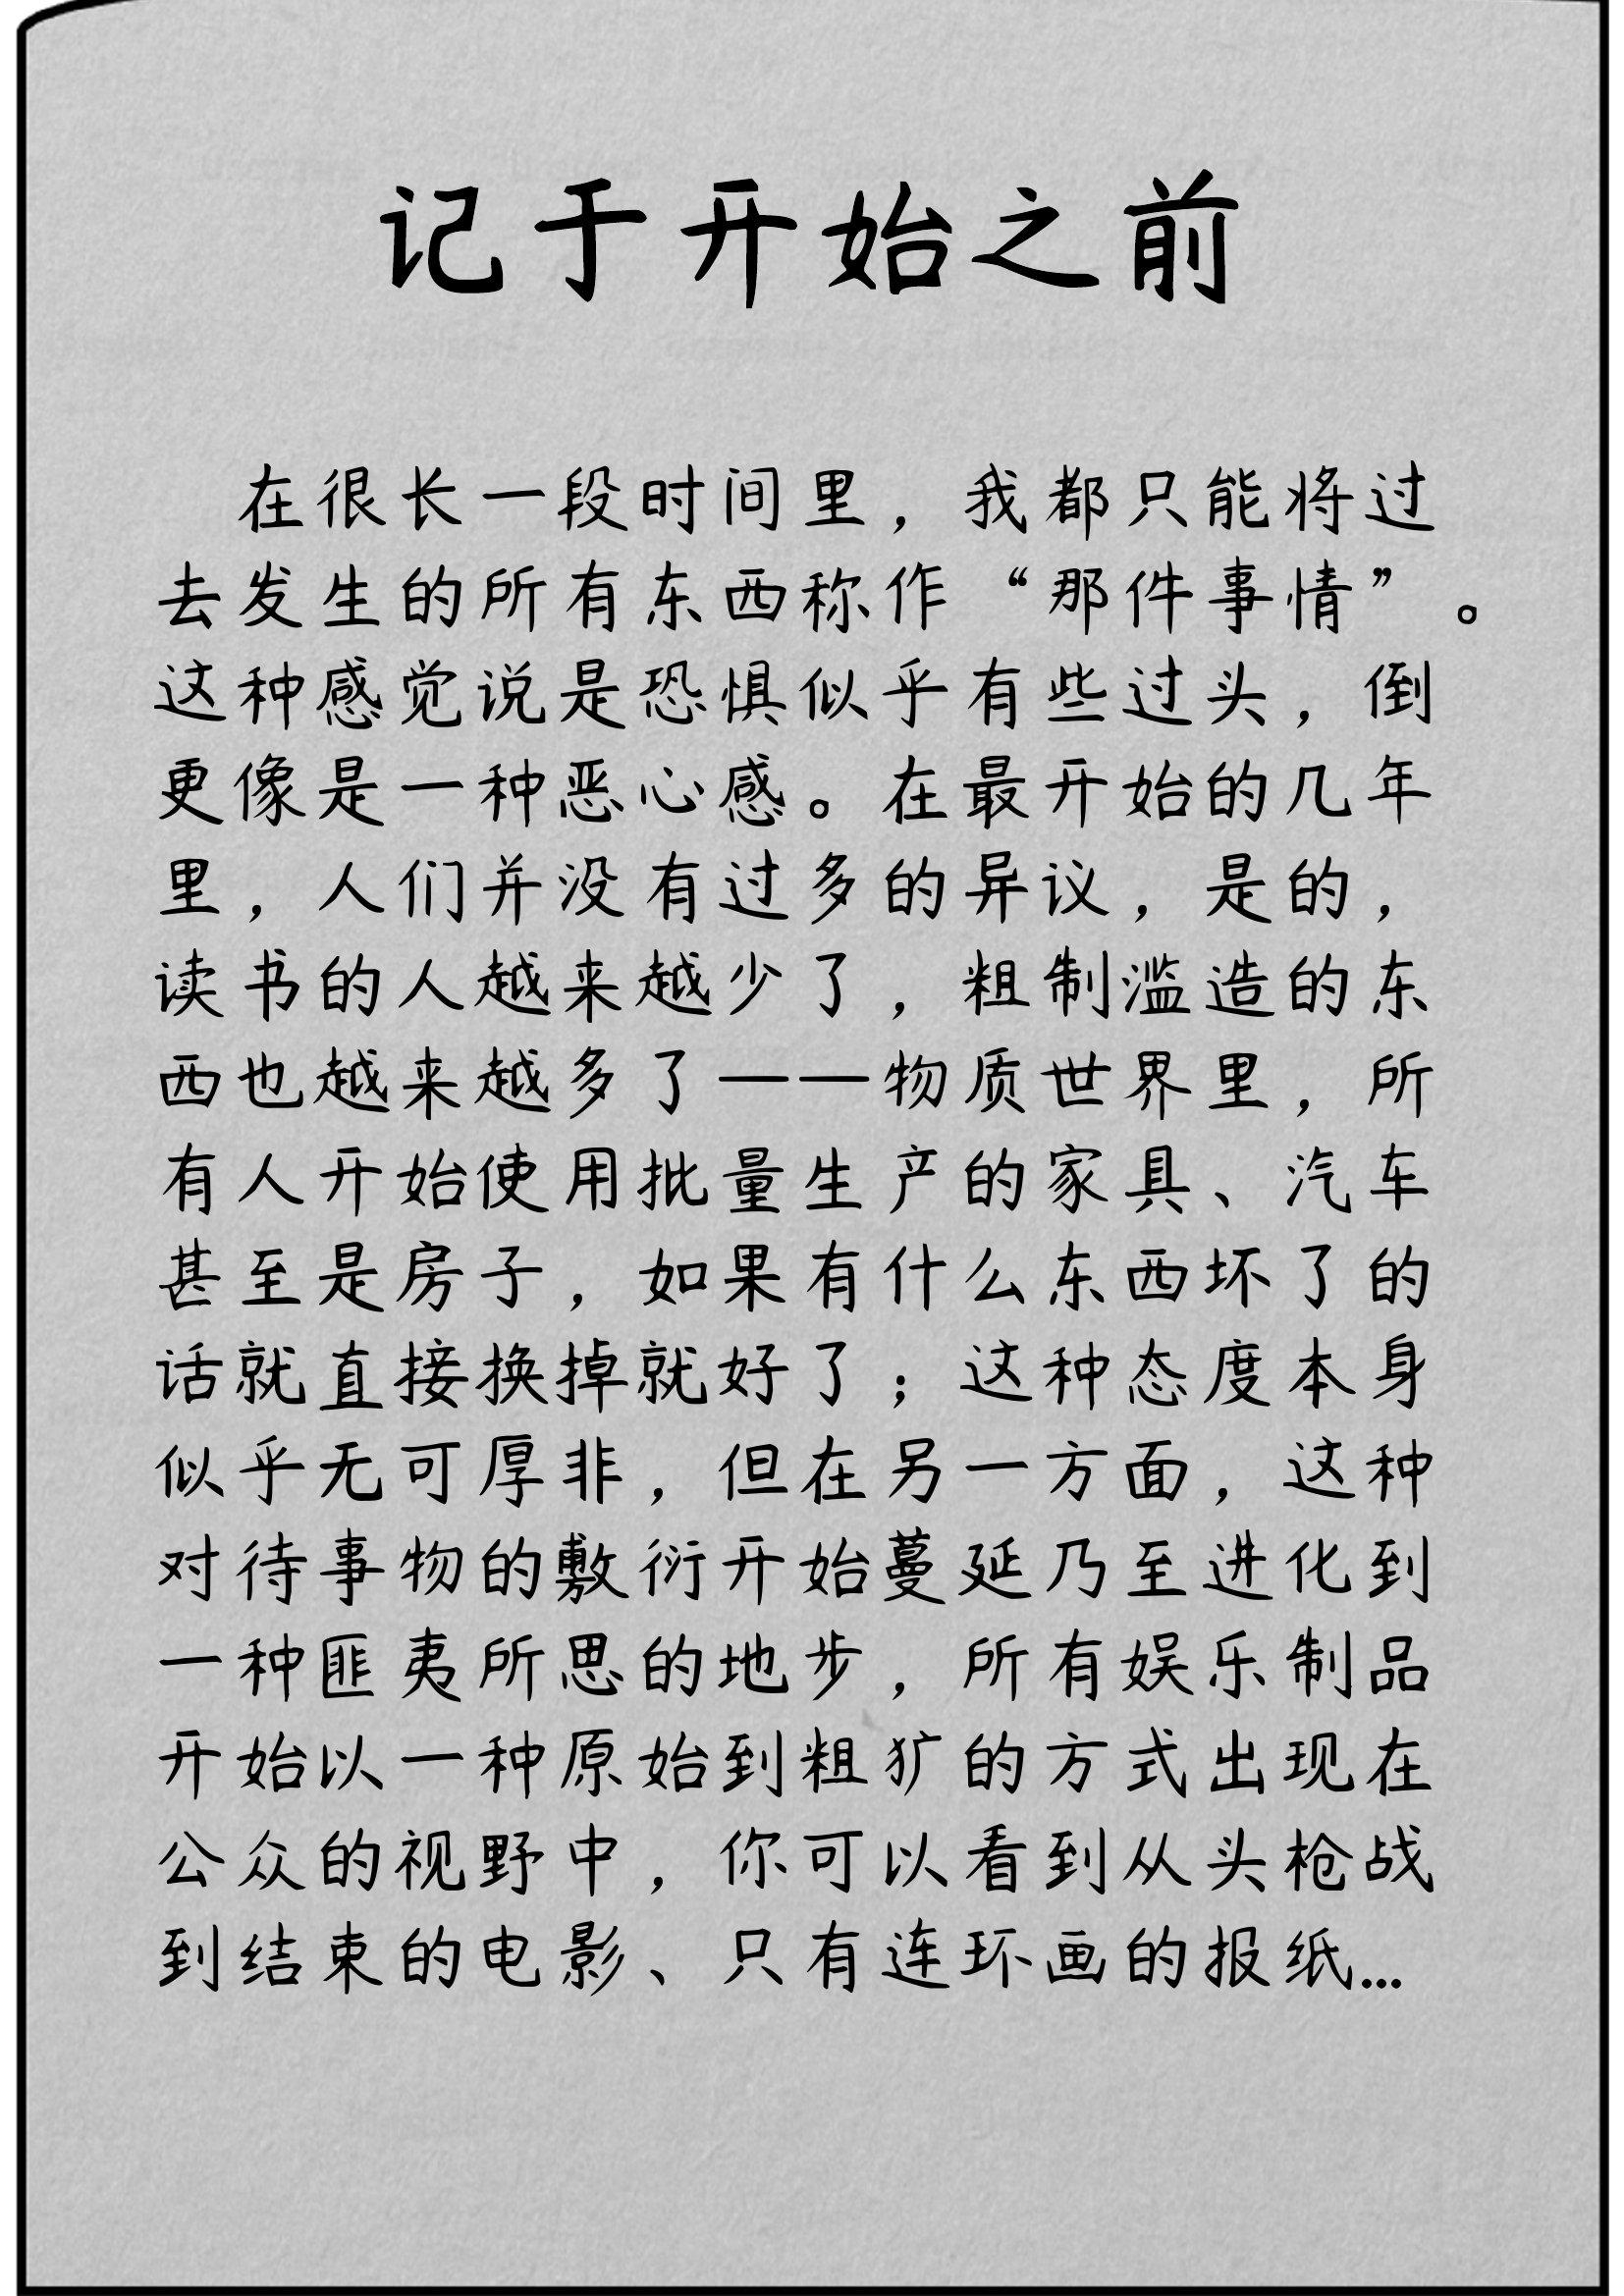 记于开始之前
在很长一段时间里，我都只能将过
去发生的所有东西称作“那件事情”。
这种感觉说是恐惧似乎有些过头，倒
更像是一种恶心感。在最开始的几年
里，人们并没有过多的异议，是的，
读书的人越来越少了，粗制滥造的东
西也越来越多了——物质世界里，所
有人开始使用批量生产的家具、汽车
甚至是房子，如果有什么东西坏了的
话就直接换掉就好了；这种态度本身
似乎无可厚非，但在另一方面，这种
对待事物的敷衍开始蔓延乃至进化到
一种匪夷所思的地步，所有娱乐制品
开始以一种原始到粗犷的方式出现在
公众的视野中，你可以看到从头枪战
到结束的电影、只有连环画的报纸...